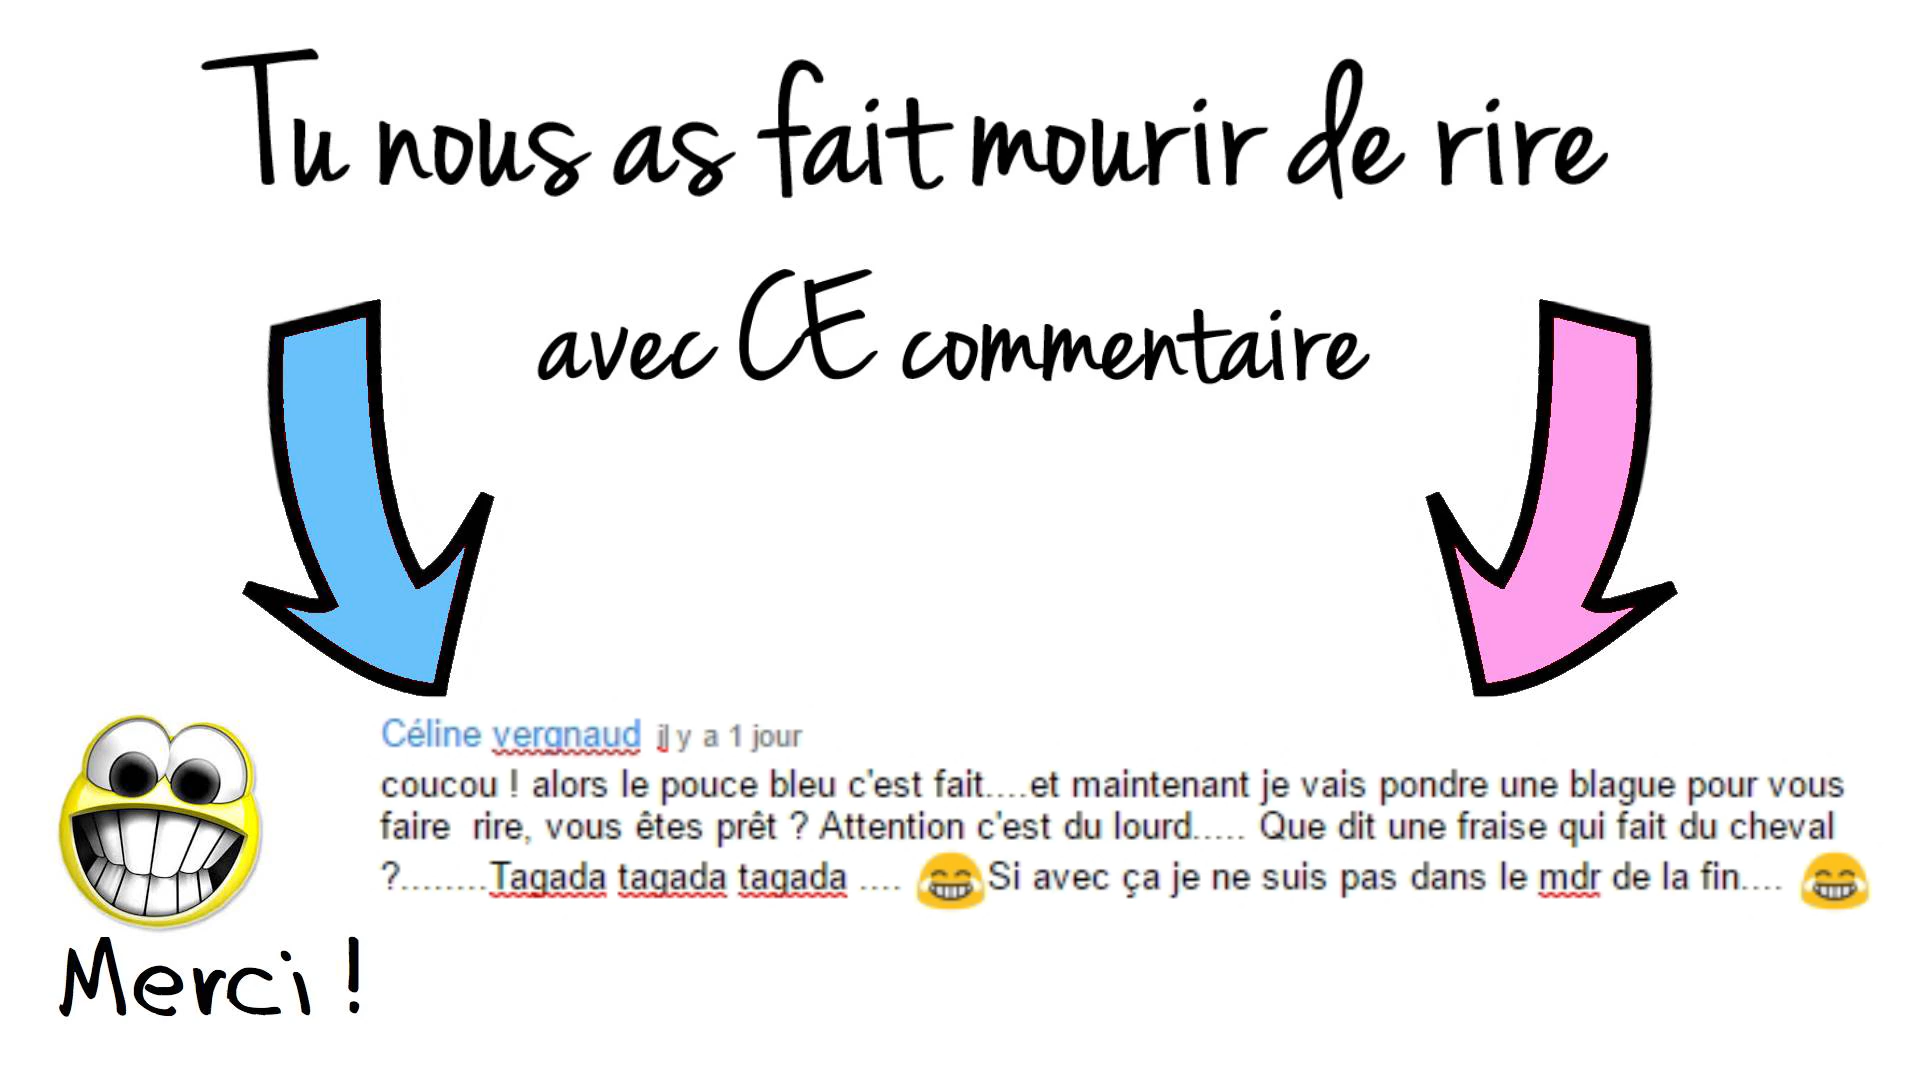 Tu nous as fait mourir de rire
avec CE commentaire
Céline vergnaud il y a 1 jour
coucou ! alors le pouce bleu c'est fait....et maintenant je vais pondre une blague pour vous
faire  rire, vous êtes prêt ? Attention c'est du lourd..... Que dit une fraise qui fait du cheval
?........Tagada tagada tagada .... 😂Si avec ça je ne suis pas dans le mdr de la fin.... 😂
Merci !